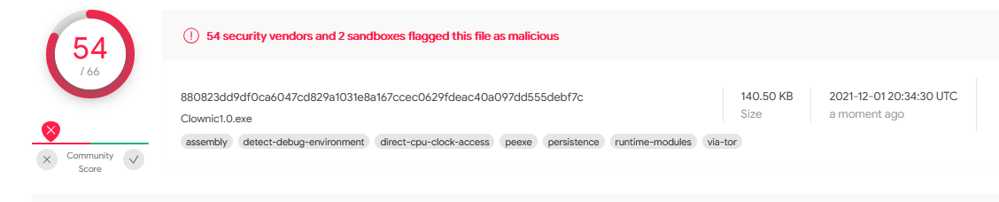 54
/ 66
Community
Score
54 security vendors and 2 sandboxes flagged this file as malicious
880823dd9df0ca6047cd829a1031e8a167ccec0629fdeac40a097dd555debf7c
Clownic1.0.exe
assembly detect-debug-environment direct-cpu-clock-access peexe persistence runtime-modules via-tor
140.50 KB
Size
2021-12-01 20:34:30 UTC
a moment ago